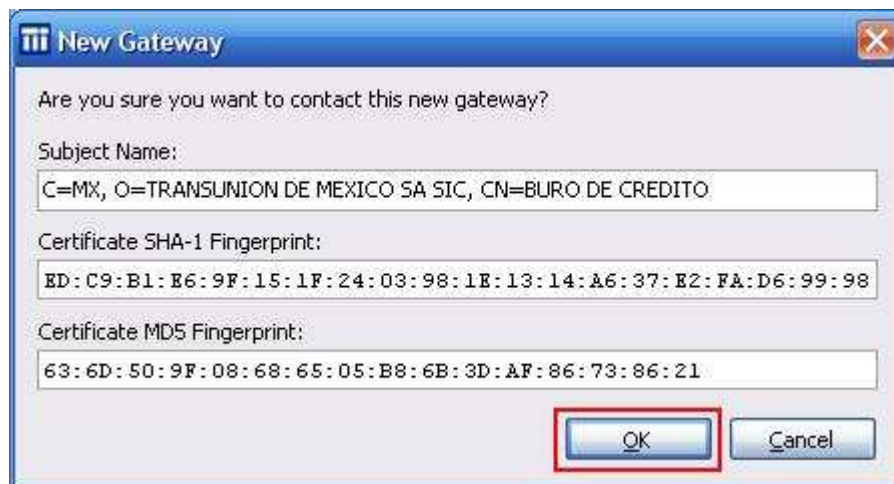 New Gateway
Are you sure you want to contact this new gateway?
Subject Name:
C=MX, O=TRANSUNION DE MEXICO SA SIC, CN=BURO DE CREDITO
Certificate SHA-1 Fingerprint:
ED:C9:B1:E6:9F:15:1F:24:03:98:1E:13:14:A6:37:E2:FA:D6:99:98
Certificate MD5 Fingerprint:
63:6D:50:9F:08:68:65:05:B8:6B:3D:AF:86:73:86:21
OK Cancel